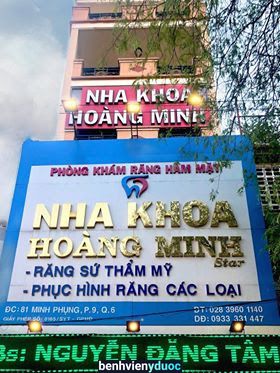 NHA KHOA
HOÀNG MINH
PHÒNG KHÁM RĂNG HÀM MẶT
NHA KHOA
HOÀNG MINH
Star
- RĂNG SỨ THẨM MỸ
- PHỤC HÌNH RĂNG CÁC LOẠI
ĐC: 81 MINH PHỤNG, P.9, Q.6
ĐT: 028 3960 1140
ĐD: 0933 331 447
BS: NGUYỄN ĐĂNG TÂM
benhvienyduoc